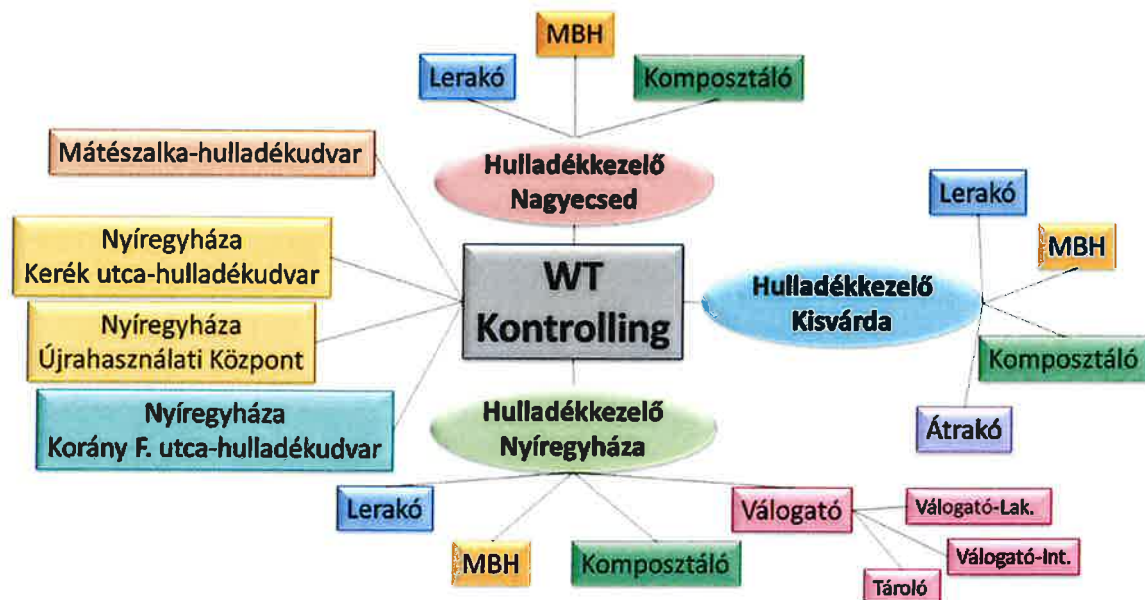 MBH
Lerakó
Komposztáló
Hulladékkezelő
Nagyecsed
Mátészalka-hulladékudvar
Nyíregyháza
Kerék utca-hulladékudvar
Nyíregyháza
Újrahasználati Központ
Nyíregyháza
Korány F. utca-hulladékudvar
WT
Kontrolling
Hulladékkezelő
Kisvárda
Lerakó
MBH
Komposztáló
Átrakó
Hulladékkezelő
Nyíregyháza
Lerakó
MBH
Komposztáló
Válogató
Válogató-Lak.
Válogató-Int.
Tároló